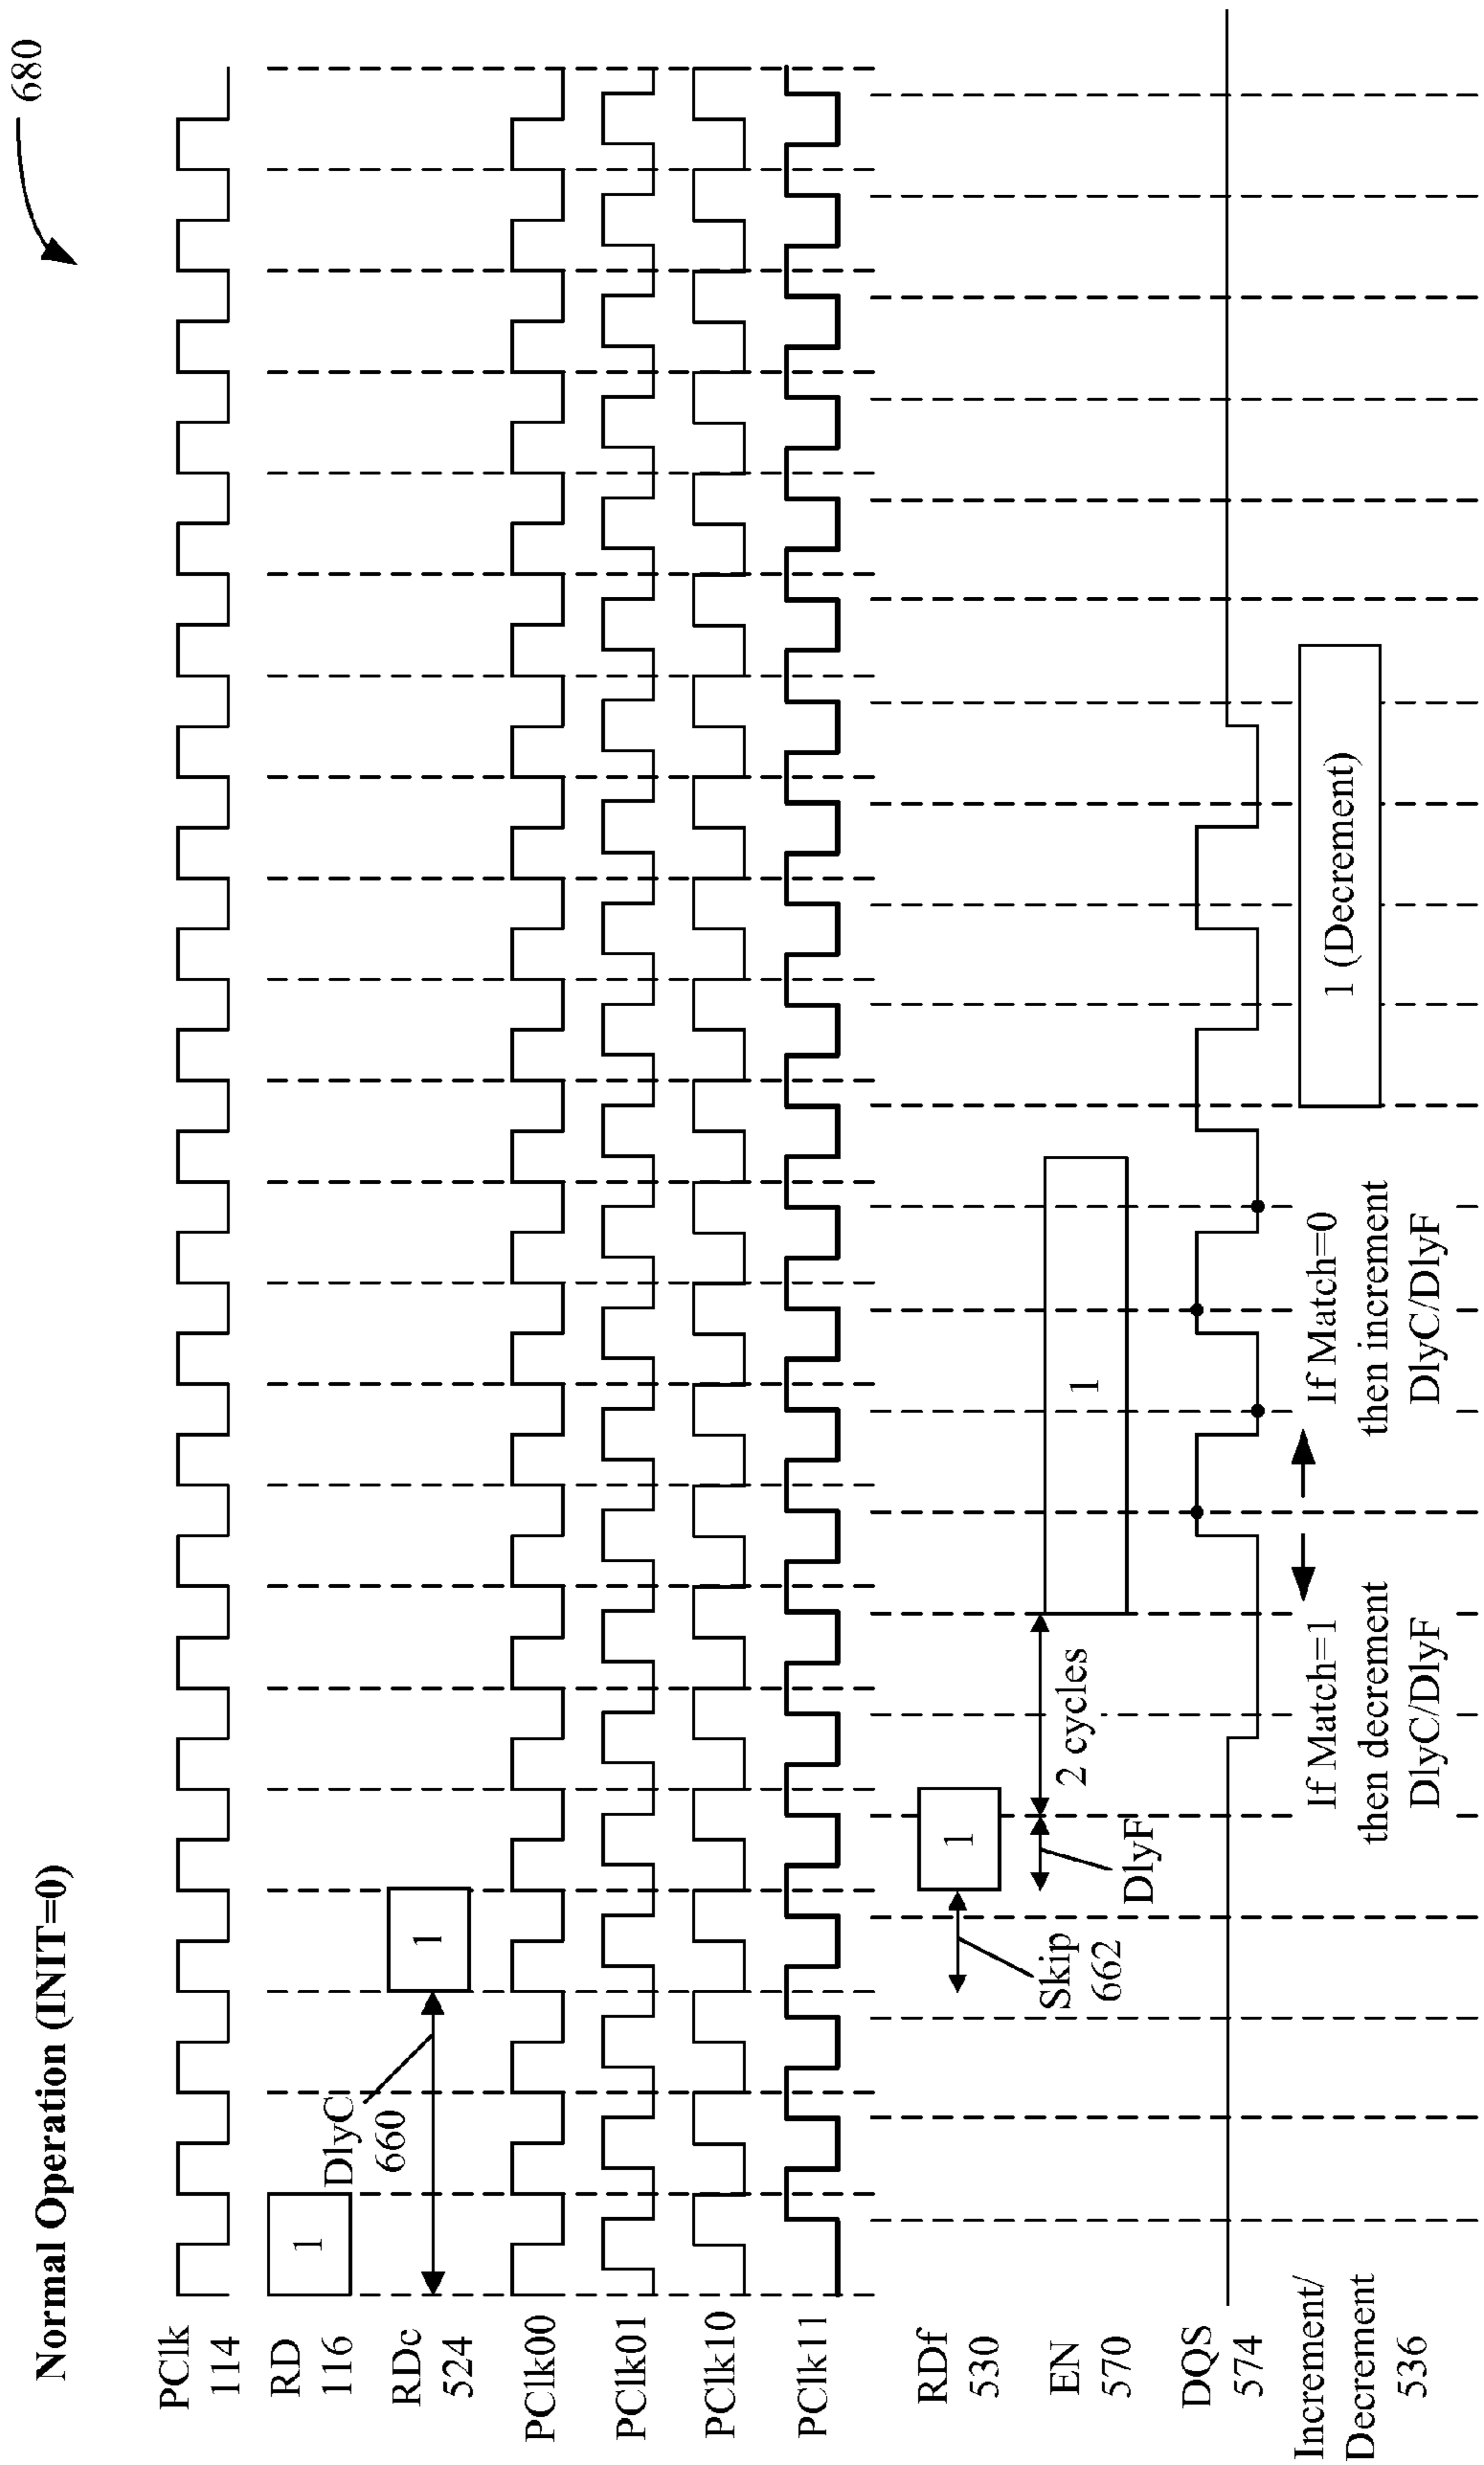 Normal Operation (INIT=0)
680
PClk
114
RD
116
1
RDc
524
DlyC
660
1
PClk00
PClk01
PClk10
PClk11
RDf
530
Skip
662
1
DlyF
2 cycles
EN
570
1
DQS
574
Increment/
Decrement
536
If Match=1
then decrement
DlyC/DlyF
If Match=0
then increment
DlyC/DlyF
1 (Decrement)